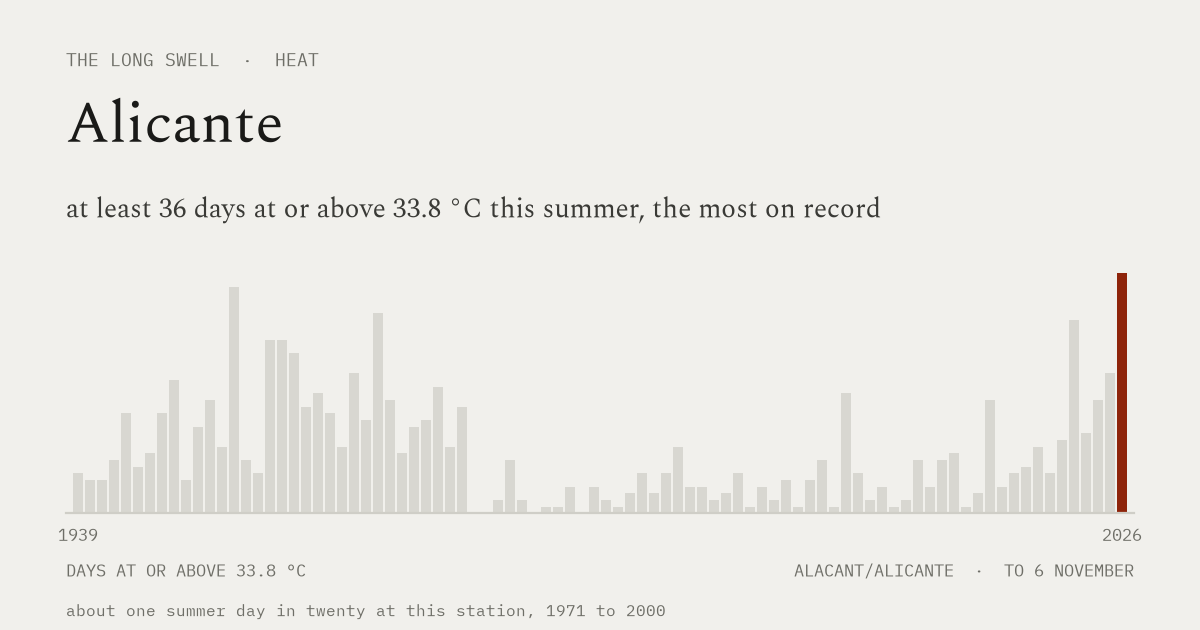 THE LONG SWELL · HEAT
Alicante
at least 36 days at or above 33.8 °C this summer, the most on record
1939
2026
DAYS AT OR ABOVE 33.8 °C
ALACANT/ALICANTE · TO 6 NOVEMBER
about one summer day in twenty at this station, 1971 to 2000